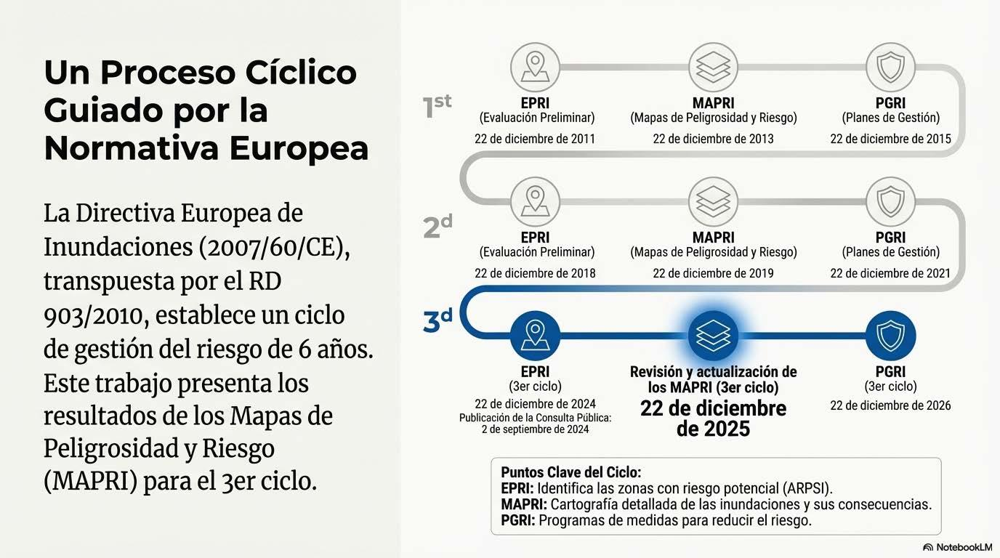 Un Proceso Cíclico
Guiado por la
Normativa Europea
La Directiva Europea de
Inundaciones (2007/60/CE),
transpuesta por el RD
903/2010, establece un ciclo
de gestión del riesgo de 6 años.
Este trabajo presenta los
resultados de los Mapas de
Peligrosidad y Riesgo
(MAPRI) para el 3er ciclo.
1st
EPRI
(Evaluación Preliminar)
22 de diciembre de 2011
MAPRI
(Mapas de Peligrosidad y Riesgo)
22 de diciembre de 2013
PGRI
(Planes de Gestión)
22 de diciembre de 2015
2d
EPRI
(Evaluación Preliminar)
22 de diciembre de 2018
MAPRI
(Mapas de Peligrosidad y Riesgo)
22 de diciembre de 2019
PGRI
(Planes de Gestión)
22 de diciembre de 2021
3d
EPRI
(3er ciclo)
22 de diciembre de 2024
Publicación de la Consulta Pública:
2 de septiembre de 2024
Revisión y actualización de
los MAPRI (3er ciclo)
22 de diciembre
de 2025
PGRI
(3er ciclo)
22 de diciembre de 2026
Puntos Clave del Ciclo:
EPRI: Identifica las zonas con riesgo potencial (ARPSI).
MAPRI: Cartografía detallada de las inundaciones y sus consecuencias.
PGRI: Programas de medidas para reducir el riesgo.
NotebookLM